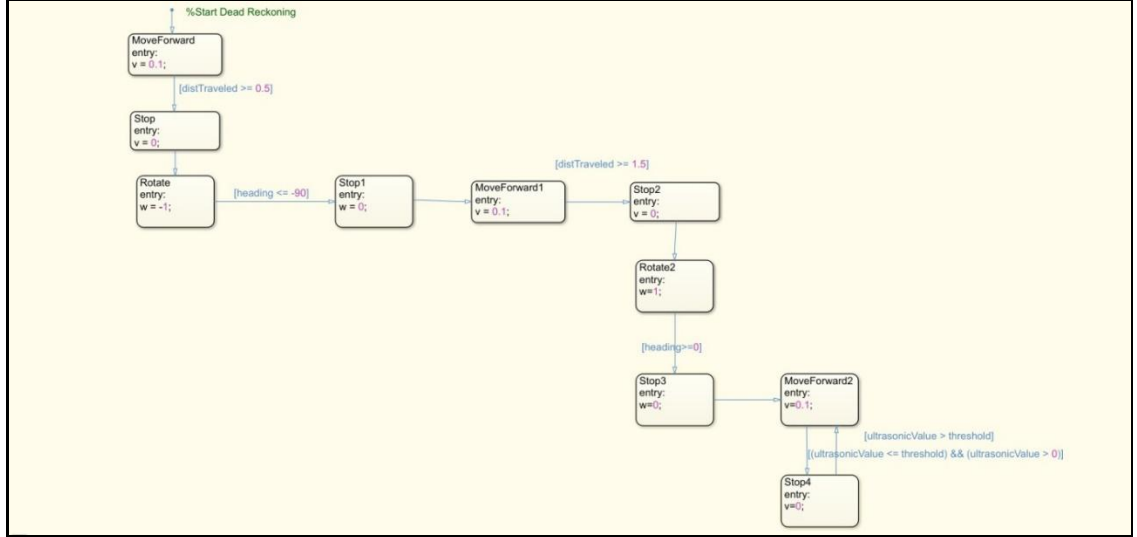 %Start Dead Reckoning
MoveForward
entry:
v = 0.1;
[distTraveled >= 0.5]
Stop
entry:
v = 0;
Rotate
entry:
w = -1;
[heading <= -90]
Stop1
entry:
w = 0;
MoveForward1
entry:
v = 0.1;
[distTraveled >= 1.5]
Stop2
entry:
v = 0;
Rotate2
entry:
w=1;
[heading>=0]
Stop3
entry:
w=0;
MoveForward2
entry:
v=0.1;
[ultrasonicValue > threshold]
[(ultrasonicValue <= threshold) && (ultrasonicValue > 0)]
Stop4
entry:
v=0;